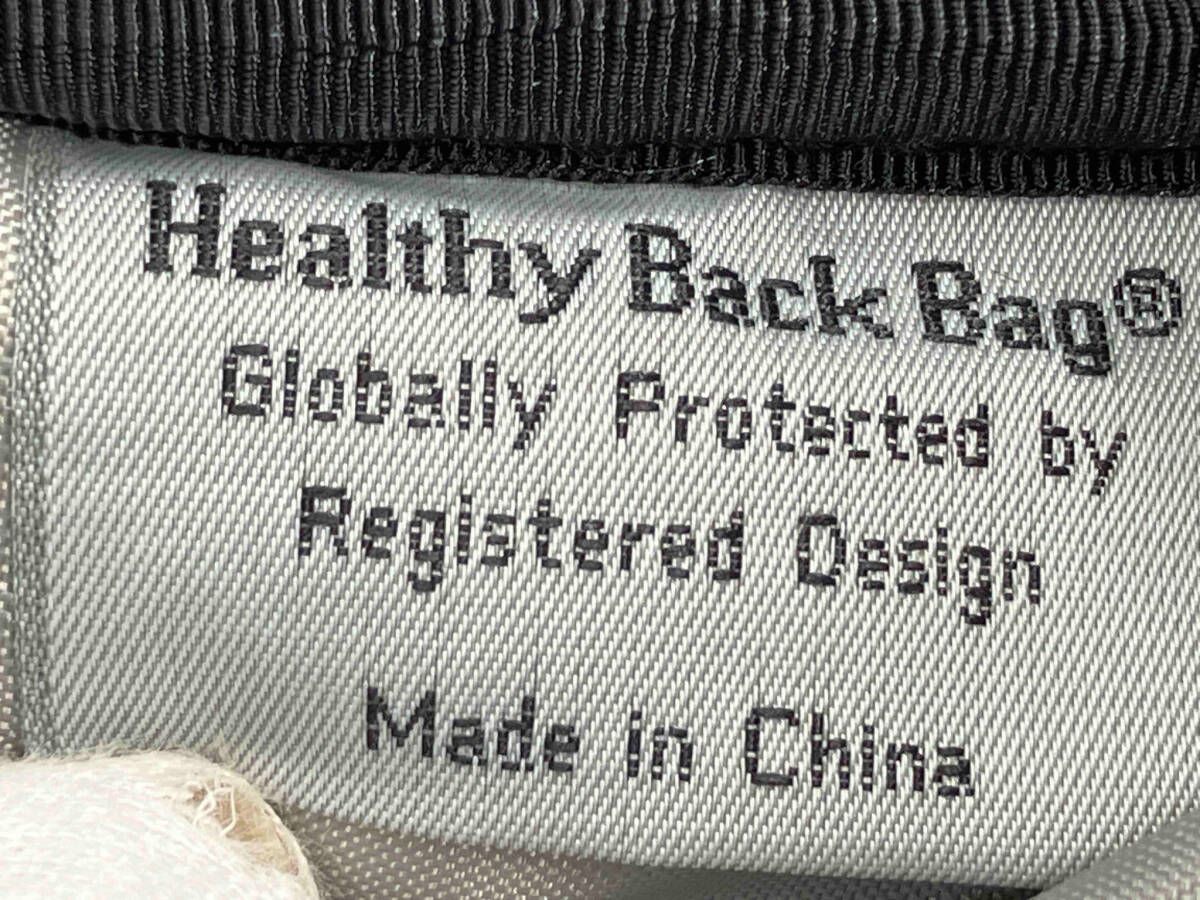 Healthy Back Bag®
Globally Protected by
Registered Design
Made in China